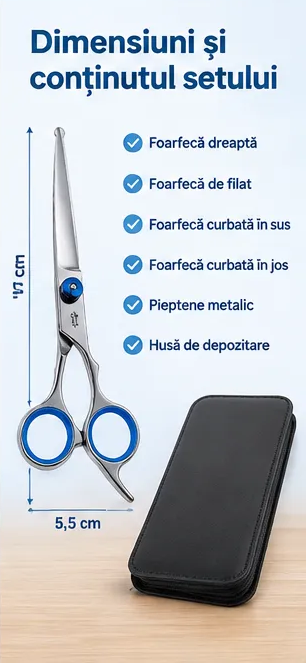 Dimensiuni și
conținutul setului
Foarfecă dreaptă
Foarfecă de filat
Foarfecă curbată în sus
Foarfecă curbată în jos
Pieptene metalic
Husă de depozitare
5,5 cm